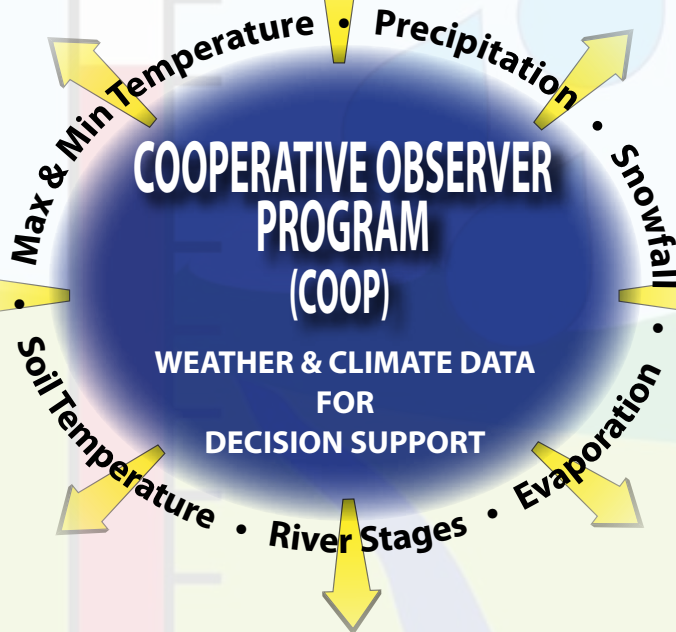 COOPERATIVE OBSERVER
PROGRAM
(COOP)
WEATHER & CLIMATE DATA
FOR
DECISION SUPPORT
• Max & Min Temperature • Precipitation • Snowfall • Evaporation • River Stages • Soil Temperature